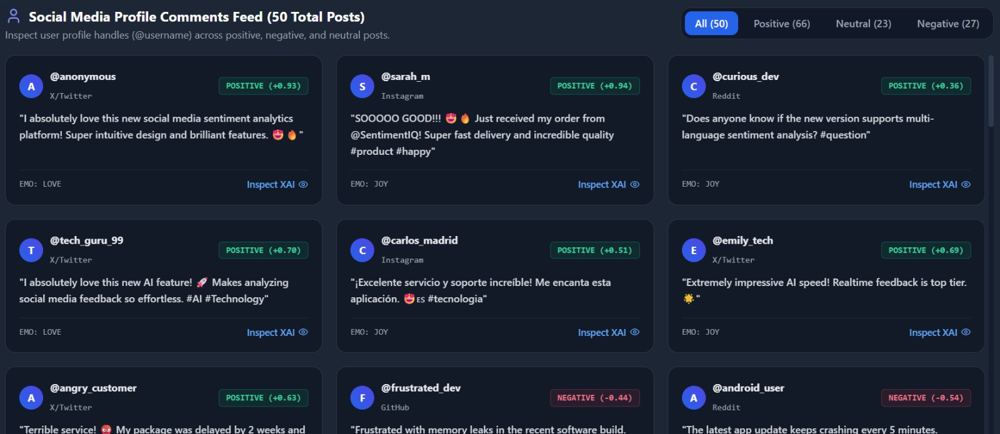 Social Media Profile Comments Feed (50 Total Posts)
Inspect user profile handles (@username) across positive, negative, and neutral posts.
All (50)
Positive (66)
Neutral (23)
Negative (27)
A
@anonymous
X/Twitter
POSITIVE (+0.93)
"I absolutely love this new social media sentiment analytics
platform! Super intuitive design and brilliant features. 😍🔥"
EMO: LOVE
Inspect XAI
S
@sarah_m
Instagram
POSITIVE (+0.94)
"SOOOOO GOOD!!! 😍🔥 Just received my order from
@SentimentIQ! Super fast delivery and incredible quality
#product #happy"
EMO: JOY
Inspect XAI
C
@curious_dev
Reddit
POSITIVE (+0.36)
"Does anyone know if the new version supports multi-
language sentiment analysis? #question"
EMO: JOY
Inspect XAI
T
@tech_guru_99
X/Twitter
POSITIVE (+0.70)
"I absolutely love this new AI feature! 🚀 Makes analyzing
social media feedback so effortless. #AI #Technology"
EMO: LOVE
Inspect XAI
C
@carlos_madrid
Instagram
POSITIVE (+0.51)
"¡Excelente servicio y soporte increíble! Me encanta esta
aplicación. 😍ES #tecnologia"
EMO: JOY
Inspect XAI
E
@emily_tech
X/Twitter
POSITIVE (+0.69)
"Extremely impressive AI speed! Realtime feedback is top tier.
🌟"
EMO: JOY
Inspect XAI
A
@angry_customer
X/Twitter
POSITIVE (+0.63)
"Terrible service! 😡 My package was delayed by 2 weeks and
F
@frustrated_dev
GitHub
NEGATIVE (-0.44)
"Frustrated with memory leaks in the recent software build.
A
@android_user
Reddit
NEGATIVE (-0.54)
"The latest app update keeps crashing every 5 minutes.